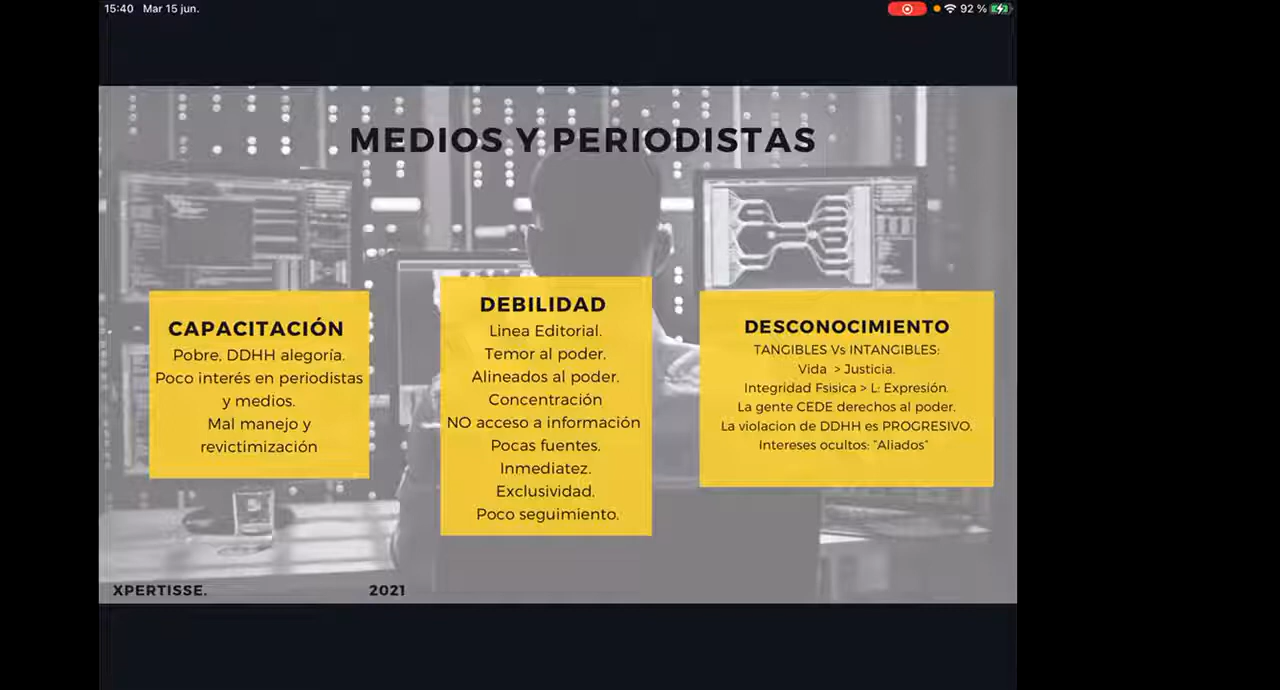 15:40 Mar 15 jun.
92 %
MEDIOS Y PERIODISTAS
CAPACITACIÓN
Pobre, DDHH alegoría.
Poco interés en periodistas
y medios.
Mal manejo y
revictimización
DEBILIDAD
Linea Editorial.
Temor al poder.
Alineados al poder.
Concentración
NO acceso a información
Pocas fuentes.
Inmediatez.
Exclusividad.
Poco seguimiento.
DESCONOCIMIENTO
TANGIBLES Vs INTANGIBLES:
Vida > Justicia.
Integridad Fsisica > L: Expresión.
La gente CEDE derechos al poder.
La violacion de DDHH es PROGRESIVO.
Intereses ocultos: “Aliados”
XPERTISSE.
2021